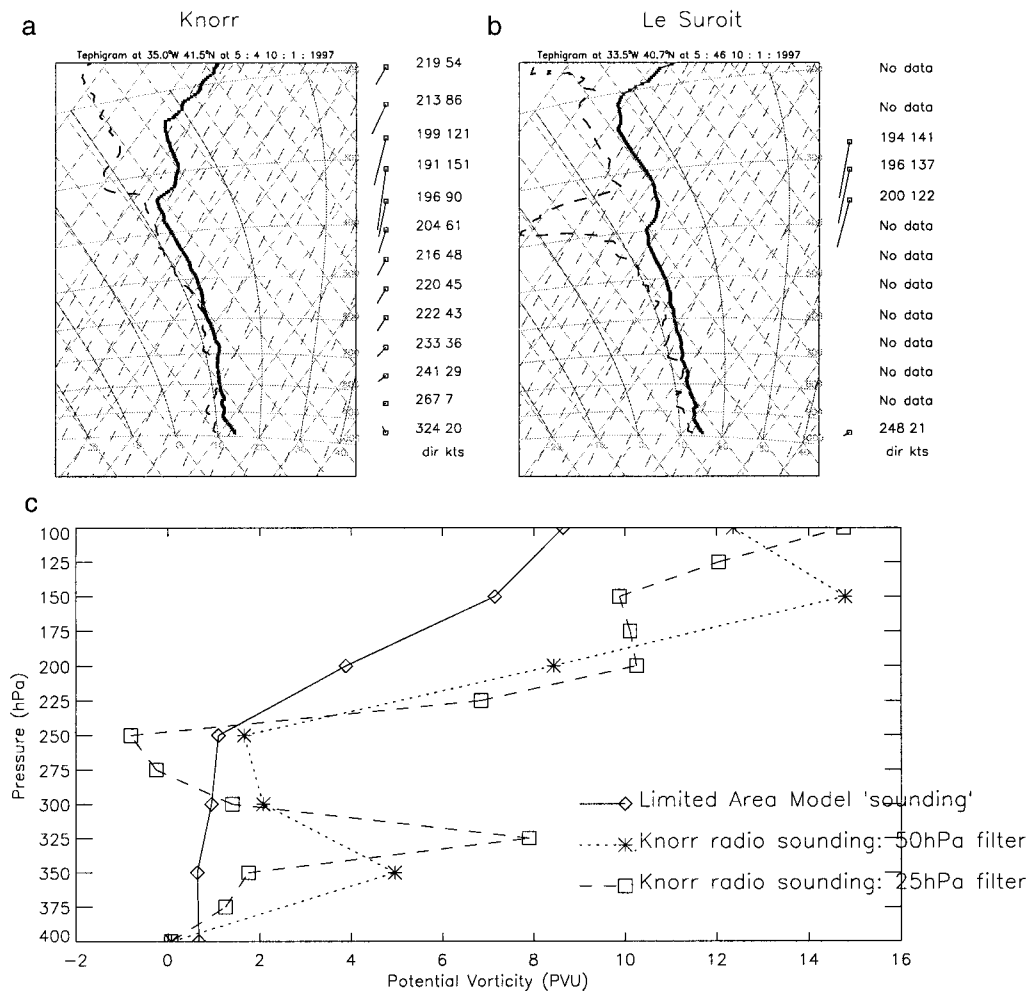 Knorr
a
Tephigram at 35.0°W 41.5°N at 5 : 4 10 : 1 : 1997
219 54
213 86
199 121
191 151
196 90
204 61
216 48
220 45
222 43
233 36
241 29
267 7
324 20
dir kts
Le Suroit
b
Tephigram at 33.5°W 40.7°N at 5 : 46 10 : 1 : 1997
No data
No data
194 141
196 137
200 122
No data
No data
No data
No data
No data
No data
No data
248 21
dir kts
c
Pressure (hPa)
100
125
150
175
200
225
250
275
300
325
350
375
400
Limited Area Model 'sounding'
Knorr radio sounding: 50hPa filter
Knorr radio sounding: 25hPa filter
-2 0 2 4 6 8 10 12 14 16
Potential Vorticity (PVU)